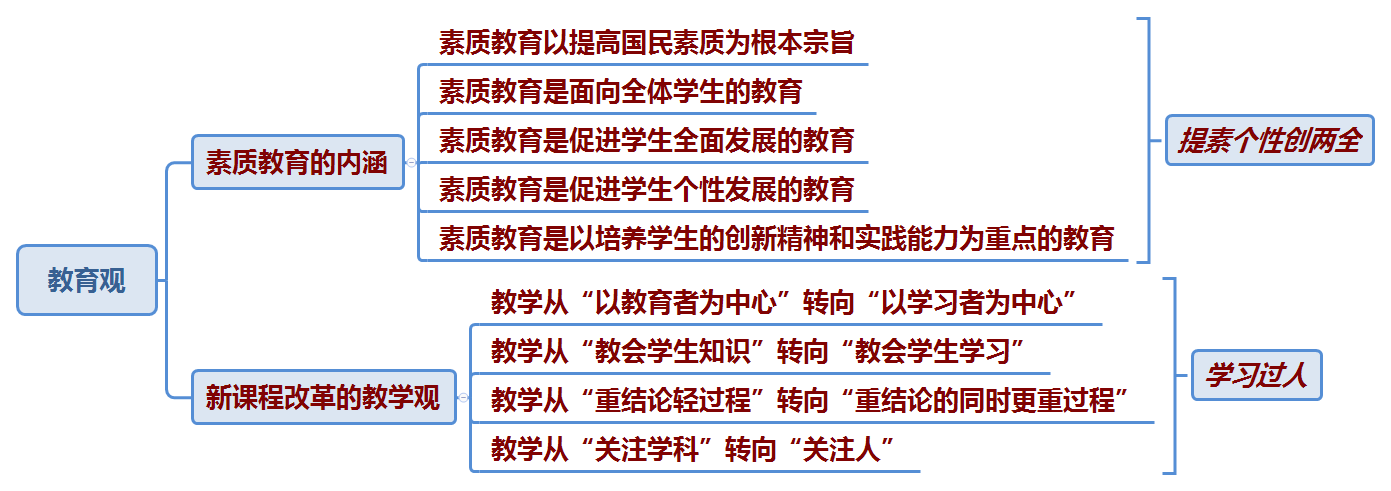 教育观
素质教育的内涵
素质教育以提高国民素质为根本宗旨
素质教育是面向全体学生的教育
素质教育是促进学生全面发展的教育
素质教育是促进学生个性发展的教育
素质教育是以培养学生的创新精神和实践能力为重点的教育
提素个性创两全
新课程改革的教学观
教学从“以教育者为中心”转向“以学习者为中心”
教学从“教会学生知识”转向“教会学生学习”
教学从“重结论轻过程”转向“重结论的同时更重过程”
教学从“关注学科”转向“关注人”
学习过人